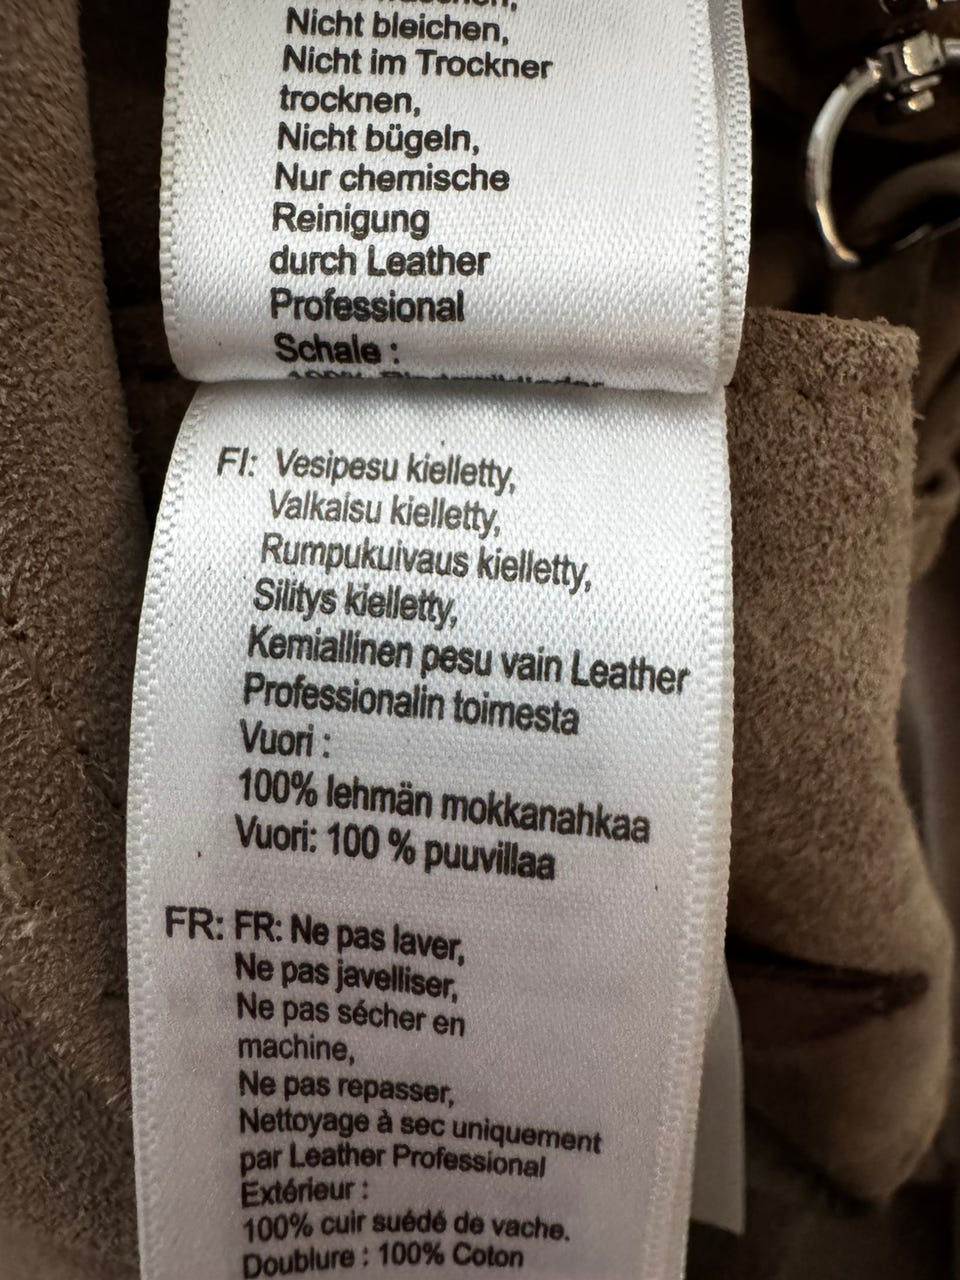 Nicht bleichen,
Nicht im Trockner
trocknen,
Nicht bügeln,
Nur chemische
Reinigung
durch Leather
Professional
Schale :
100%
FI: Vesipesu kielletty,
Valkaisu kielletty,
Rumpukuivaus kielletty,
Silitys kielletty,
Kemiallinen pesu vain Leather
Professionalin toimesta
Vuori :
100% lehmän mokkanahkaa
Vuori: 100 % puuvillaa
FR: FR: Ne pas laver,
Ne pas javelliser,
Ne pas sécher en
machine,
Ne pas repasser,
Nettoyage à sec uniquement
par Leather Professional
Extérieur :
100% cuir suédé de vache.
Doublure : 100% Coton